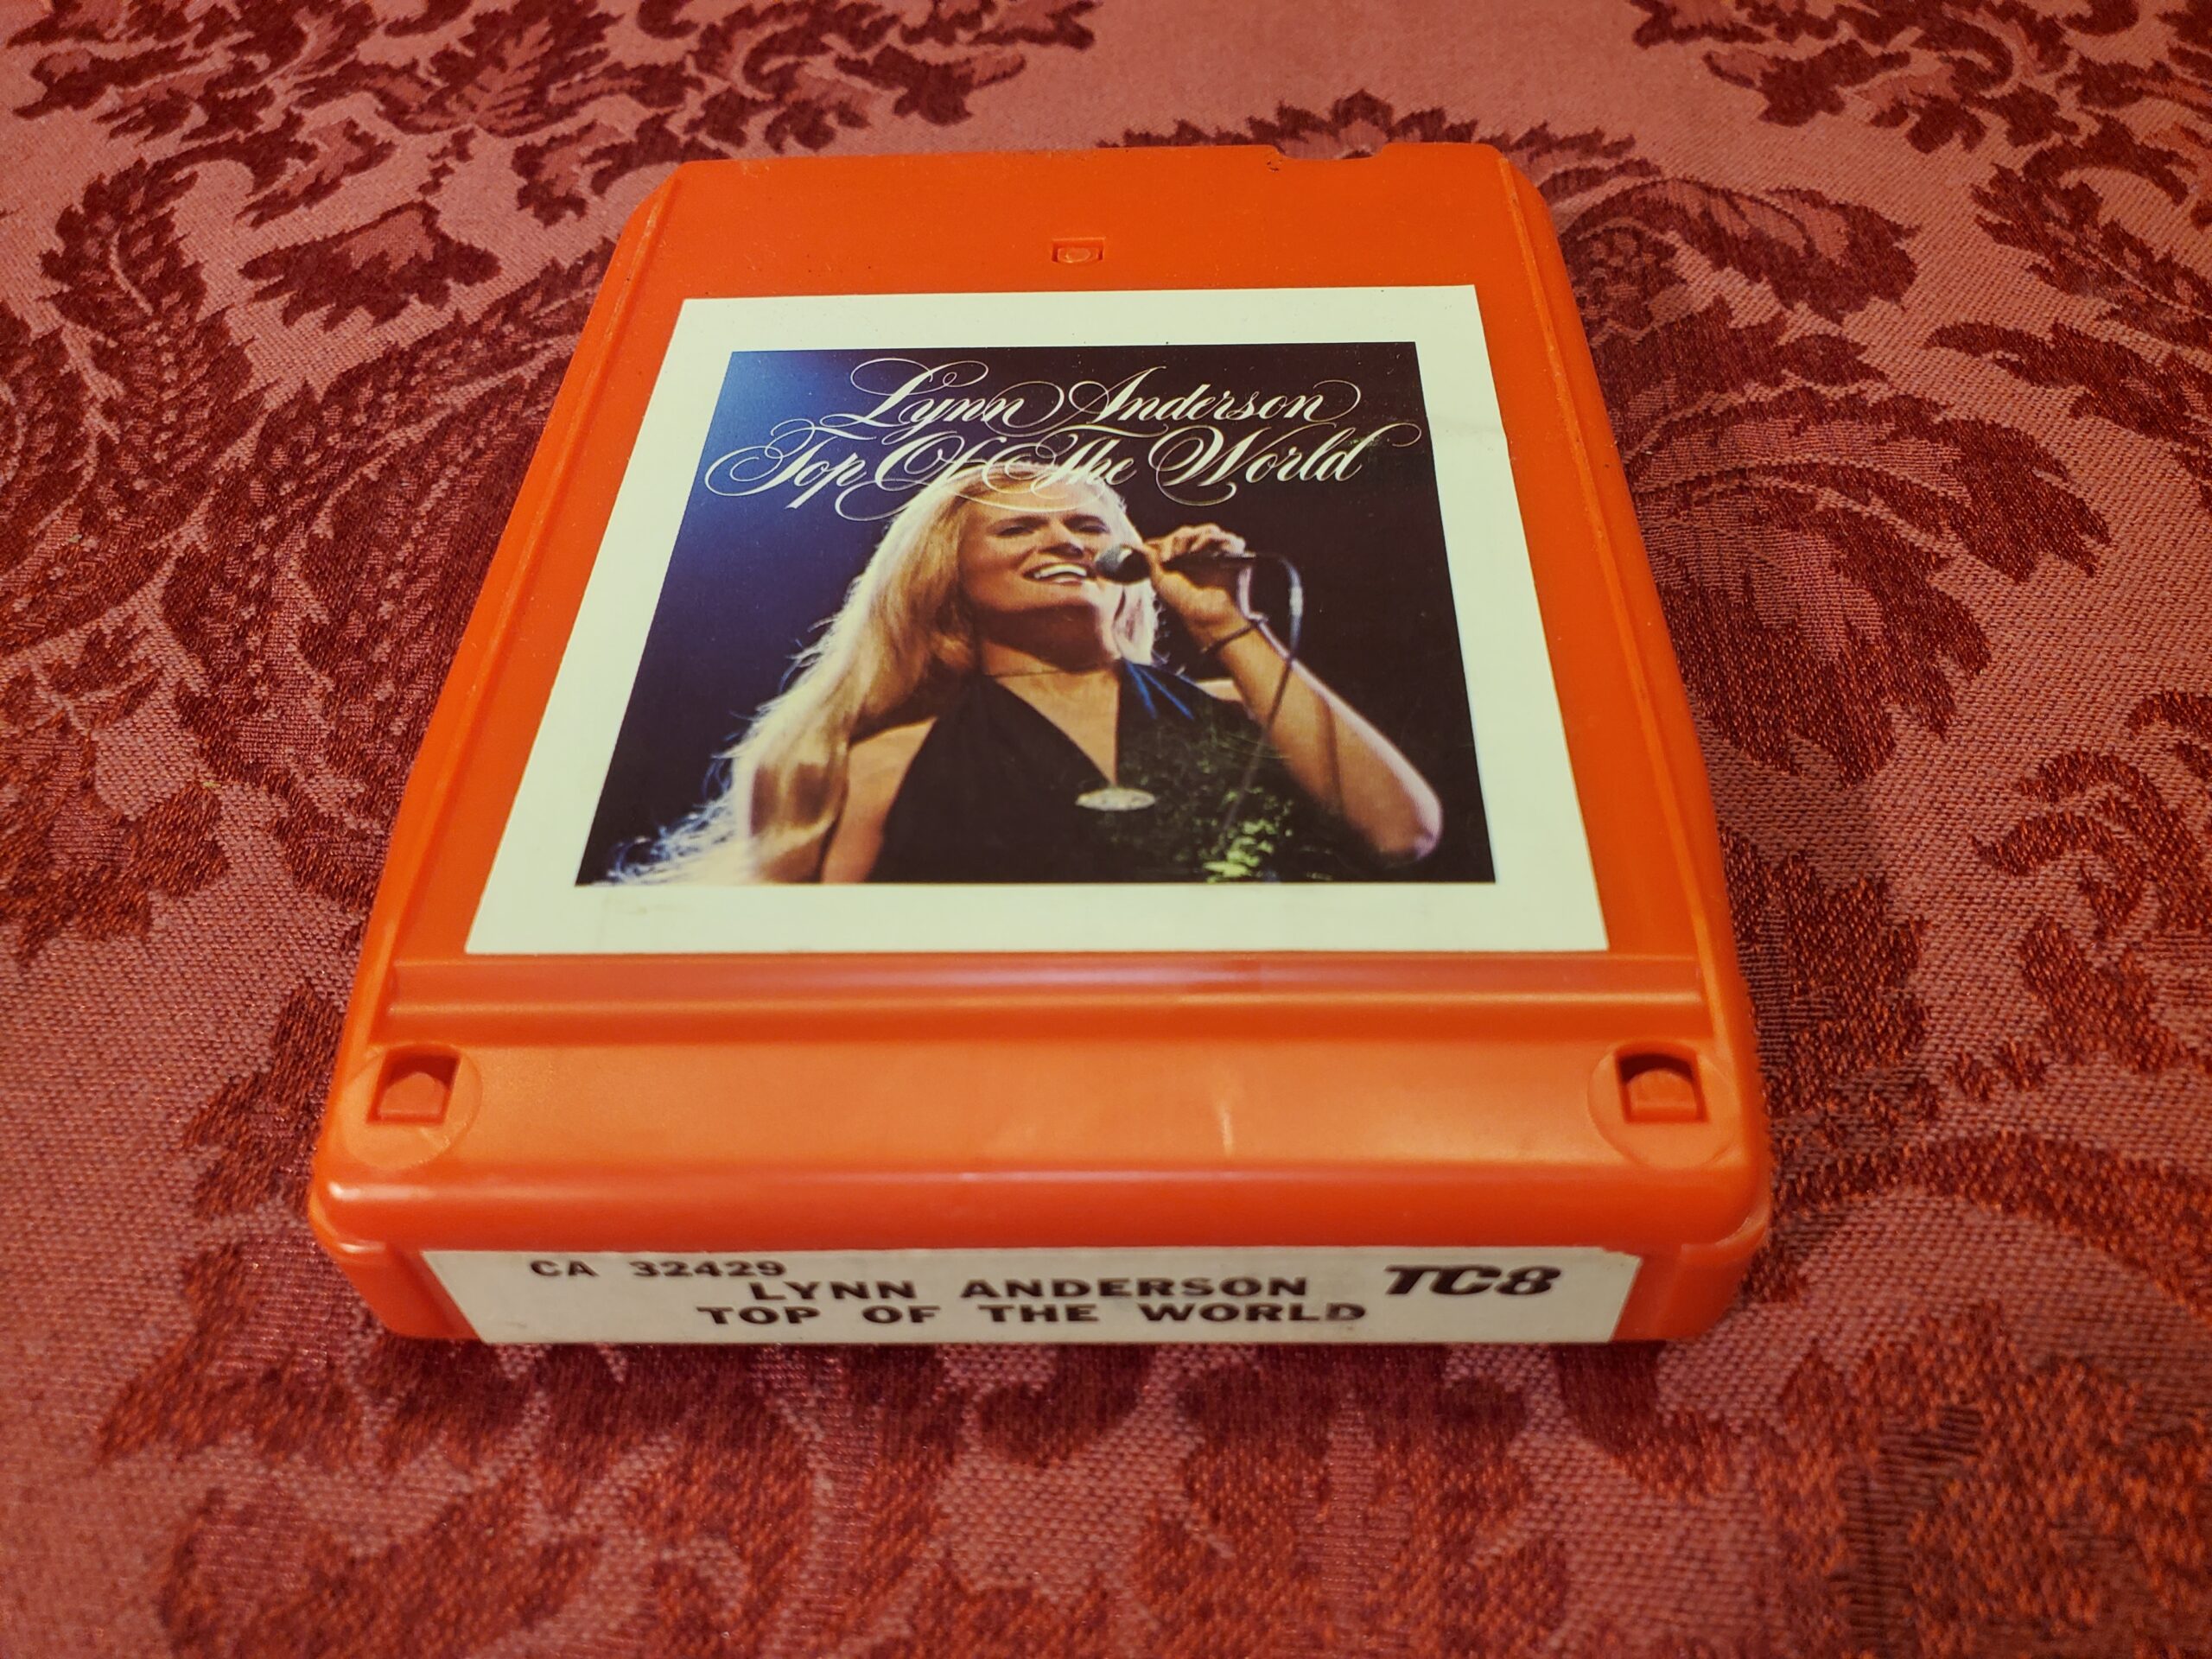 Lynn Anderson
Top Of The World
CA 32429
LYNN ANDERSON TC8
TOP OF THE WORLD